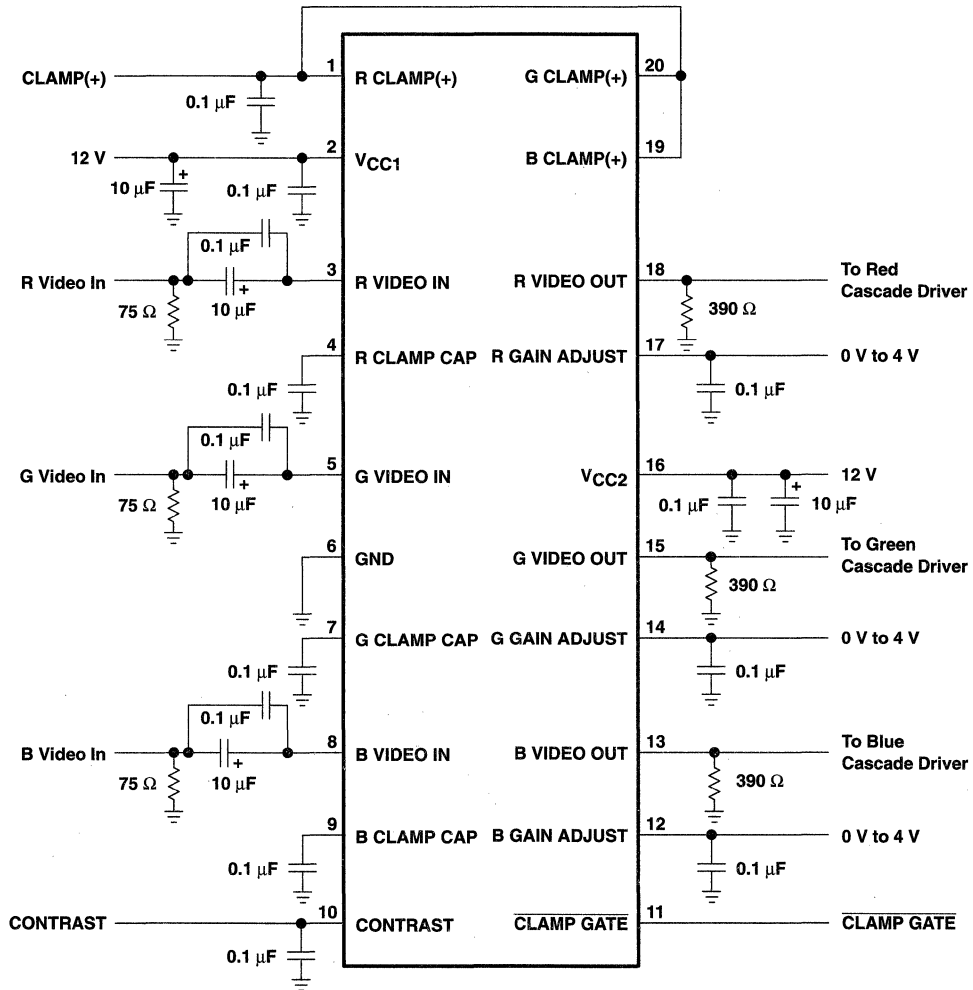 CLAMP(+)
0.1 μF
1
R CLAMP(+)
G CLAMP(+)
20
12 V
10 μF
+
0.1 μF
2
VCC1
B CLAMP(+)
19
R Video In
75 Ω
0.1 μF
10 μF
+
3
R VIDEO IN
R VIDEO OUT
18
390 Ω
To Red
Cascade Driver
0.1 μF
4
R CLAMP CAP
R GAIN ADJUST
17
0.1 μF
0 V to 4 V
G Video In
75 Ω
0.1 μF
10 μF
+
5
G VIDEO IN
VCC2
16
0.1 μF
+
10 μF
12 V
6
GND
G VIDEO OUT
15
390 Ω
To Green
Cascade Driver
0.1 μF
7
G CLAMP CAP
G GAIN ADJUST
14
0.1 μF
0 V to 4 V
B Video In
75 Ω
0.1 μF
10 μF
+
8
B VIDEO IN
B VIDEO OUT
13
390 Ω
To Blue
Cascade Driver
0.1 μF
9
B CLAMP CAP
B GAIN ADJUST
12
0.1 μF
0 V to 4 V
CONTRAST
0.1 μF
10
CONTRAST
CLAMP GATE
11
CLAMP GATE